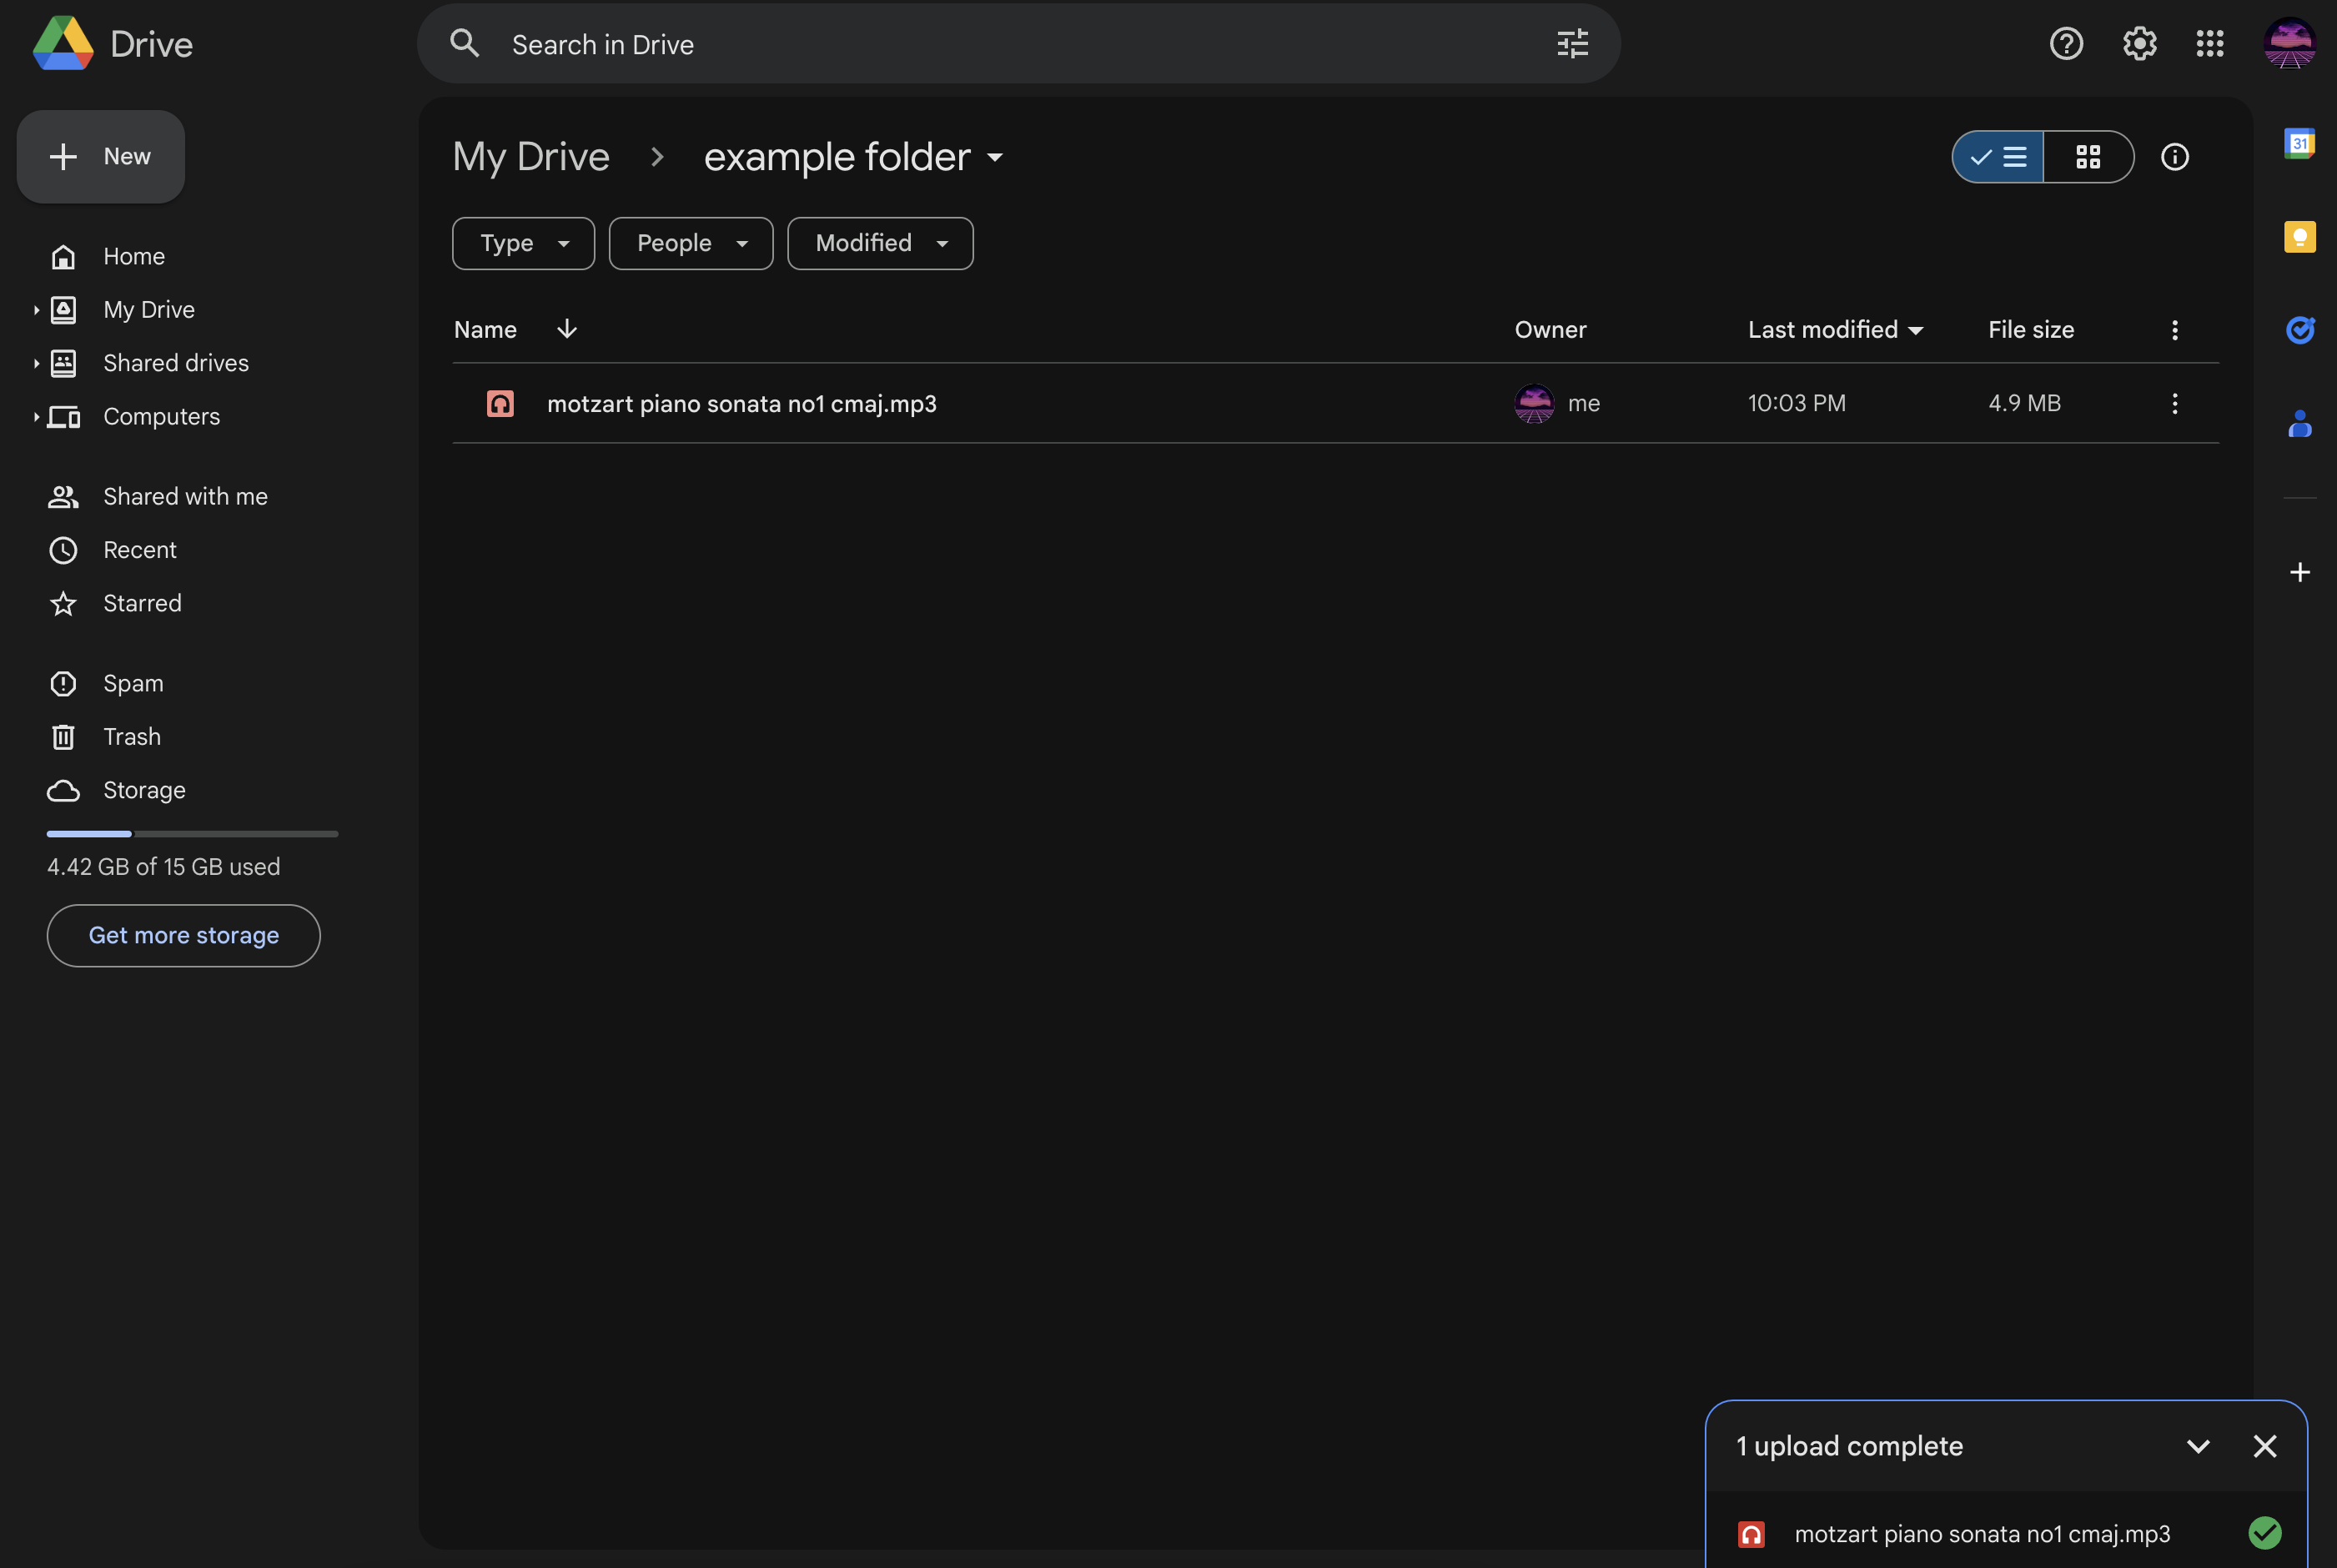 Drive
Search in Drive
New
Home
My Drive
Shared drives
Computers
Shared with me
Recent
Starred
Spam
Trash
Storage
4.42 GB of 15 GB used
Get more storage
My Drive example folder
Type People Modified
Name Owner Last modified File size
motzart piano sonata no1 cmaj.mp3 me 10:03 PM 4.9 MB
31
1 upload complete
motzart piano sonata no1 cmaj.mp3